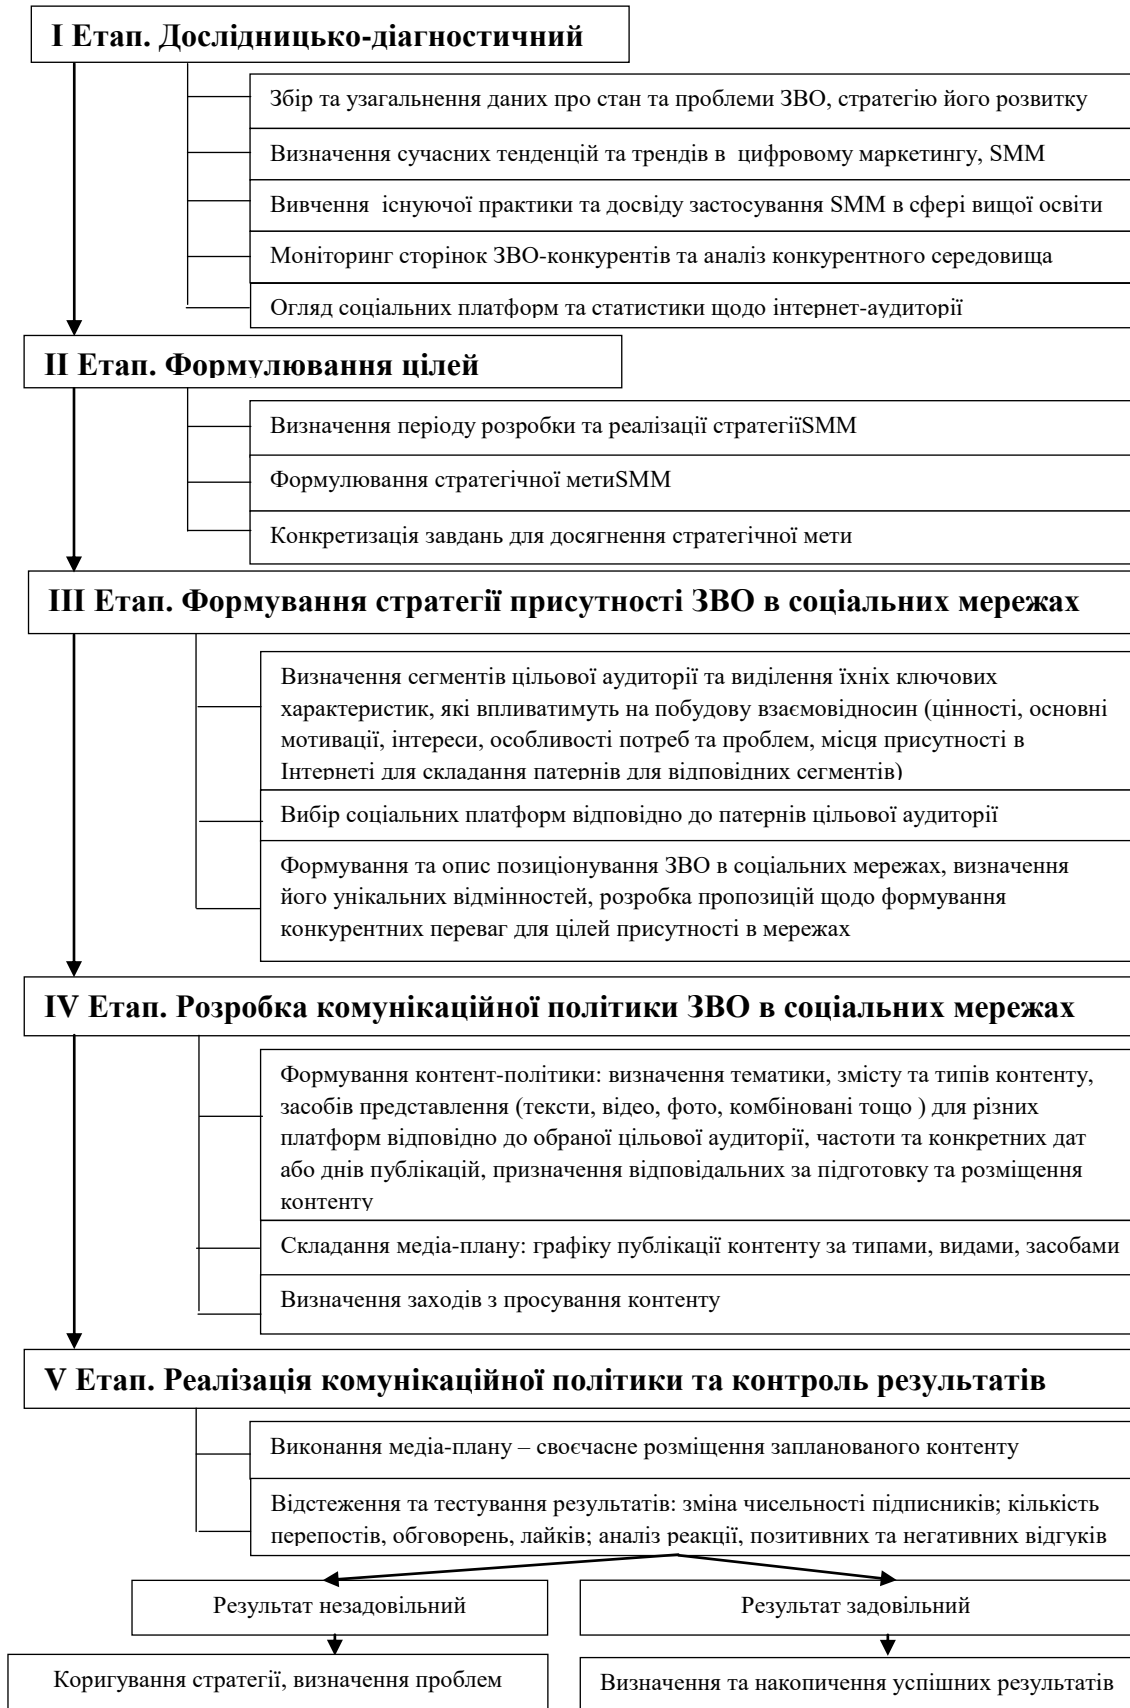 І Етап. Дослідницько-діагностичний
Збір та узагальнення даних про стан та проблеми ЗВО, стратегію його розвитку
Визначення сучасних тенденцій та трендів в цифровому маркетингу, SMM
Вивчення існуючої практики та досвіду застосування SMM в сфері вищої освіти
Моніторинг сторінок ЗВО-конкурентів та аналіз конкурентного середовища
Огляд соціальних платформ та статистики щодо інтернет-аудиторії
ІІ Етап. Формулювання цілей
Визначення періоду розробки та реалізації стратегіїSMM
Формулювання стратегічної метиSMM
Конкретизація завдань для досягнення стратегічної мети
ІІІ Етап. Формування стратегії присутності ЗВО в соціальних мережах
Визначення сегментів цільової аудиторії та виділення їхніх ключових
характеристик, які впливатимуть на побудову взаємовідносин (цінності, основні
мотивації, інтереси, особливості потреб та проблем, місця присутності в
Інтернеті для складання патернів для відповідних сегментів)
Вибір соціальних платформ відповідно до патернів цільової аудиторії
Формування та опис позиціонування ЗВО в соціальних мережах, визначення
його унікальних відмінностей, розробка пропозицій щодо формування
конкурентних переваг для цілей присутності в мережах
IV Етап. Розробка комунікаційної політики ЗВО в соціальних мережах
Формування контент-політики: визначення тематики, змісту та типів контенту,
засобів представлення (тексти, відео, фото, комбіновані тощо ) для різних
платформ відповідно до обраної цільової аудиторії, частоти та конкретних дат
або днів публікацій, призначення відповідальних за підготовку та розміщення
контенту
Складання медіа-плану: графіку публікації контенту за типами, видами, засобами
Визначення заходів з просування контенту
V Етап. Реалізація комунікаційної політики та контроль результатів
Виконання медіа-плану – своєчасне розміщення запланованого контенту
Відстеження та тестування результатів: зміна чисельності підписників; кількість
перепостів, обговорень, лайків; аналіз реакції, позитивних та негативних відгуків
Результат незадовільний
Результат задовільний
Коригування стратегії, визначення проблем
Визначення та накопичення успішних результатів